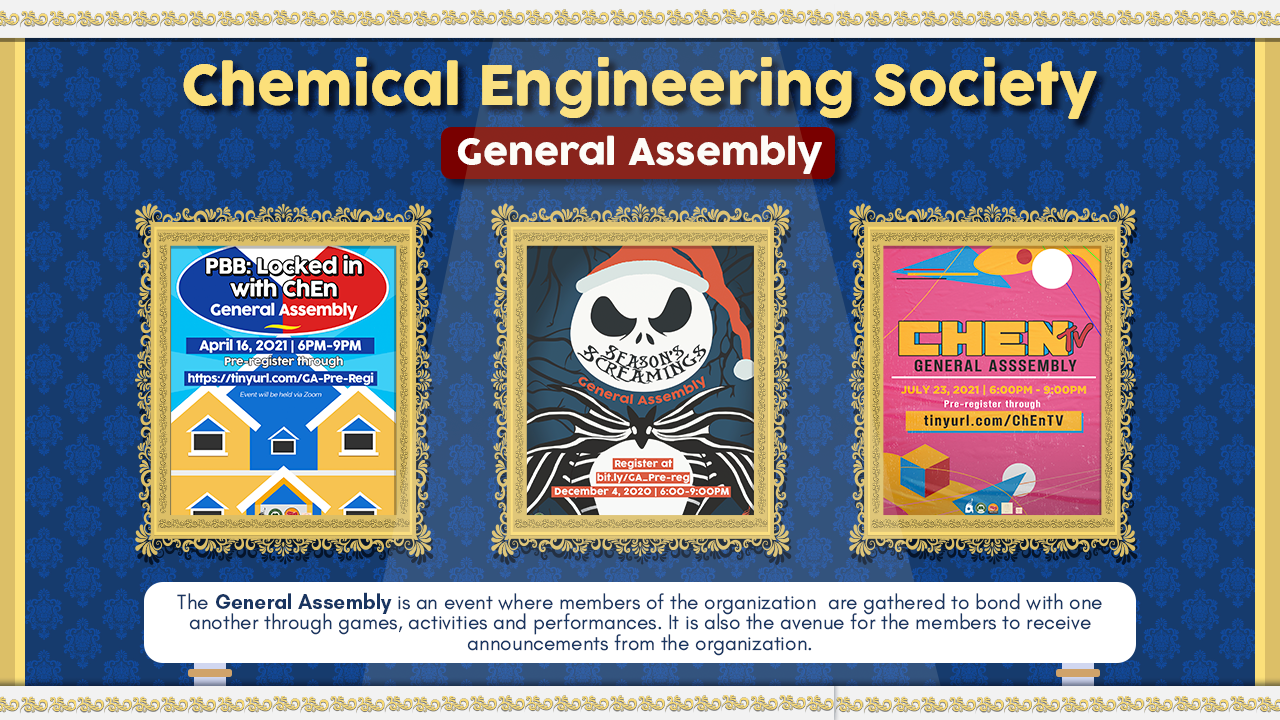 Chemical Engineering Society
General Assembly
PBB: Locked in
with ChEn
General Assembly
April 16, 2021 | 6PM-9PM
Pre-register through
https://tinyurl.com/GA-Pre-Regi
Event will be held via Zoom
SEASON'S
SCREAMINGS
General Assembly
Register at
bit.ly/GA_Pre-reg
December 4, 2020 | 6:00-9:00PM
CHEN TV
GENERAL ASSSEMBLY
JULY 23, 2021 | 6:00PM - 9:00PM
Pre-register through
tinyurl.com/ChEnTV
The General Assembly is an event where members of the organization are gathered to bond with one
another through games, activities and performances. It is also the avenue for the members to receive
announcements from the organization.